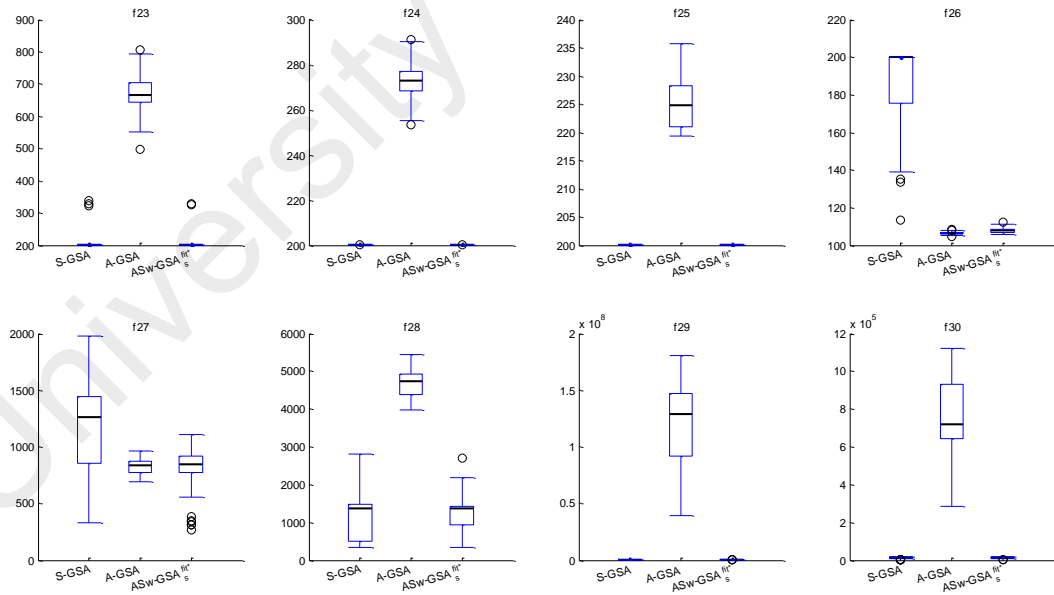 f23
900
800
700
600
500
400
300
200
S-GSA
A-GSA
ASw-GSA fit* s
f24
300
280
260
240
220
200
S-GSA
A-GSA
ASw-GSA fit* s
f25
240
235
230
225
220
215
210
205
200
S-GSA
A-GSA
ASw-GSA fit* s
f26
200
180
160
140
120
100
S-GSA
A-GSA
ASw-GSA fit* s
f27
2000
1500
1000
500
0
S-GSA
A-GSA
ASw-GSA fit* s
f28
6000
5000
4000
3000
2000
1000
0
S-GSA
A-GSA
ASw-GSA fit* s
f29
x 10^8
2
1.5
1
0.5
0
S-GSA
A-GSA
ASw-GSA fit* s
f30
x 10^5
12
10
8
6
4
2
0
S-GSA
A-GSA
ASw-GSA fit* s
University